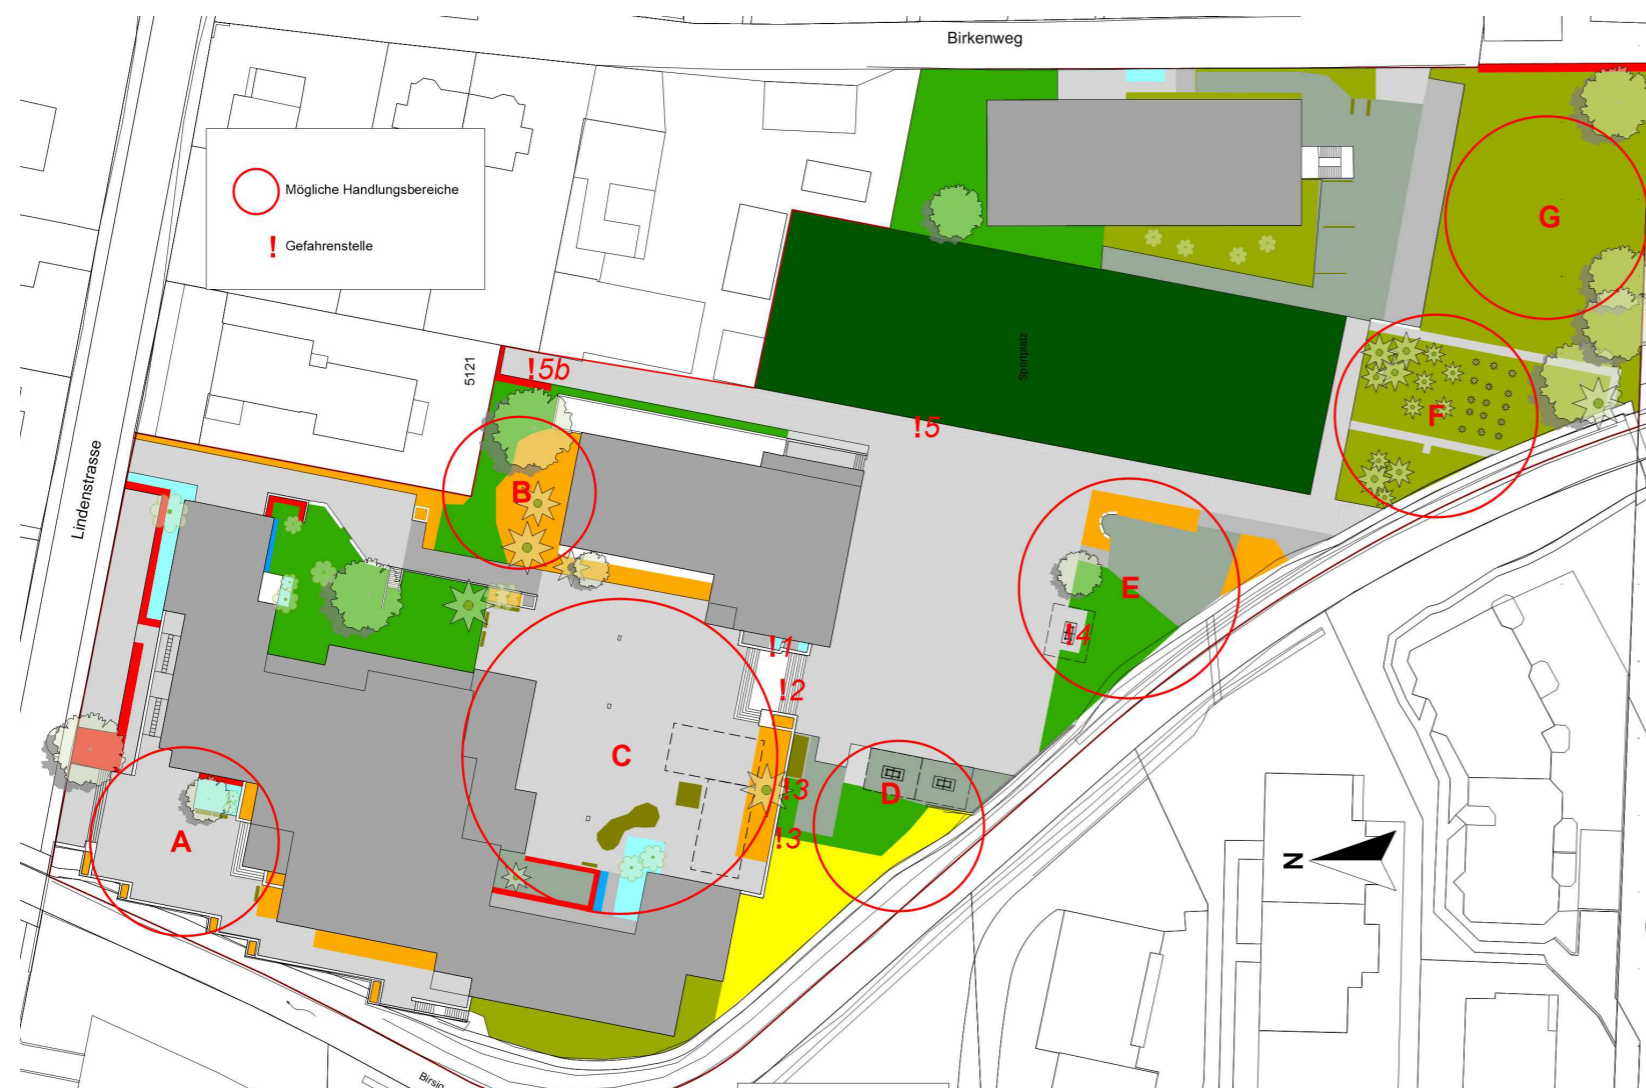 Birkenweg
Mögliche Handlungsbereiche
! Gefahrenstelle
G
Sportplatz
5121
!5b
F
!5
Lindenstrasse
B
E
!4
!1
!2
C
!3
D
!3
A
N